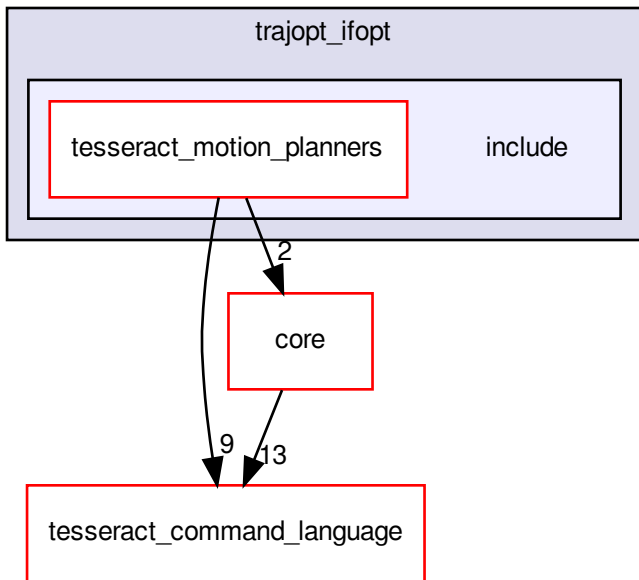 trajopt_ifopt
tesseract_motion_planners
include
2
core
9
13
tesseract_command_language